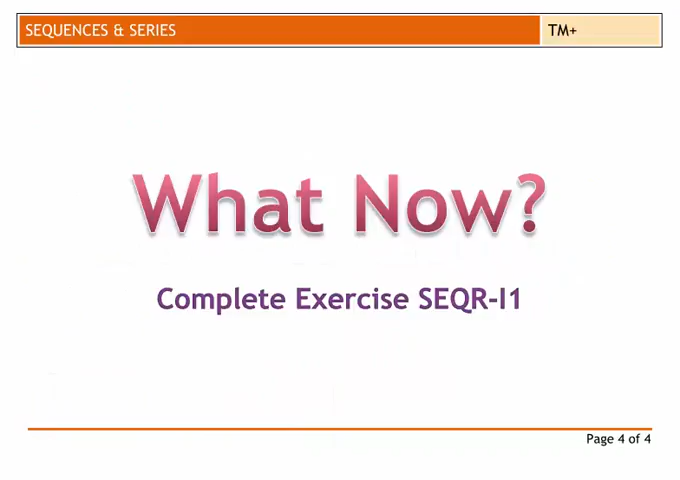 SEQUENCES & SERIES TM+
What Now?
Complete Exercise SEQR-I1
Page 4 of 4